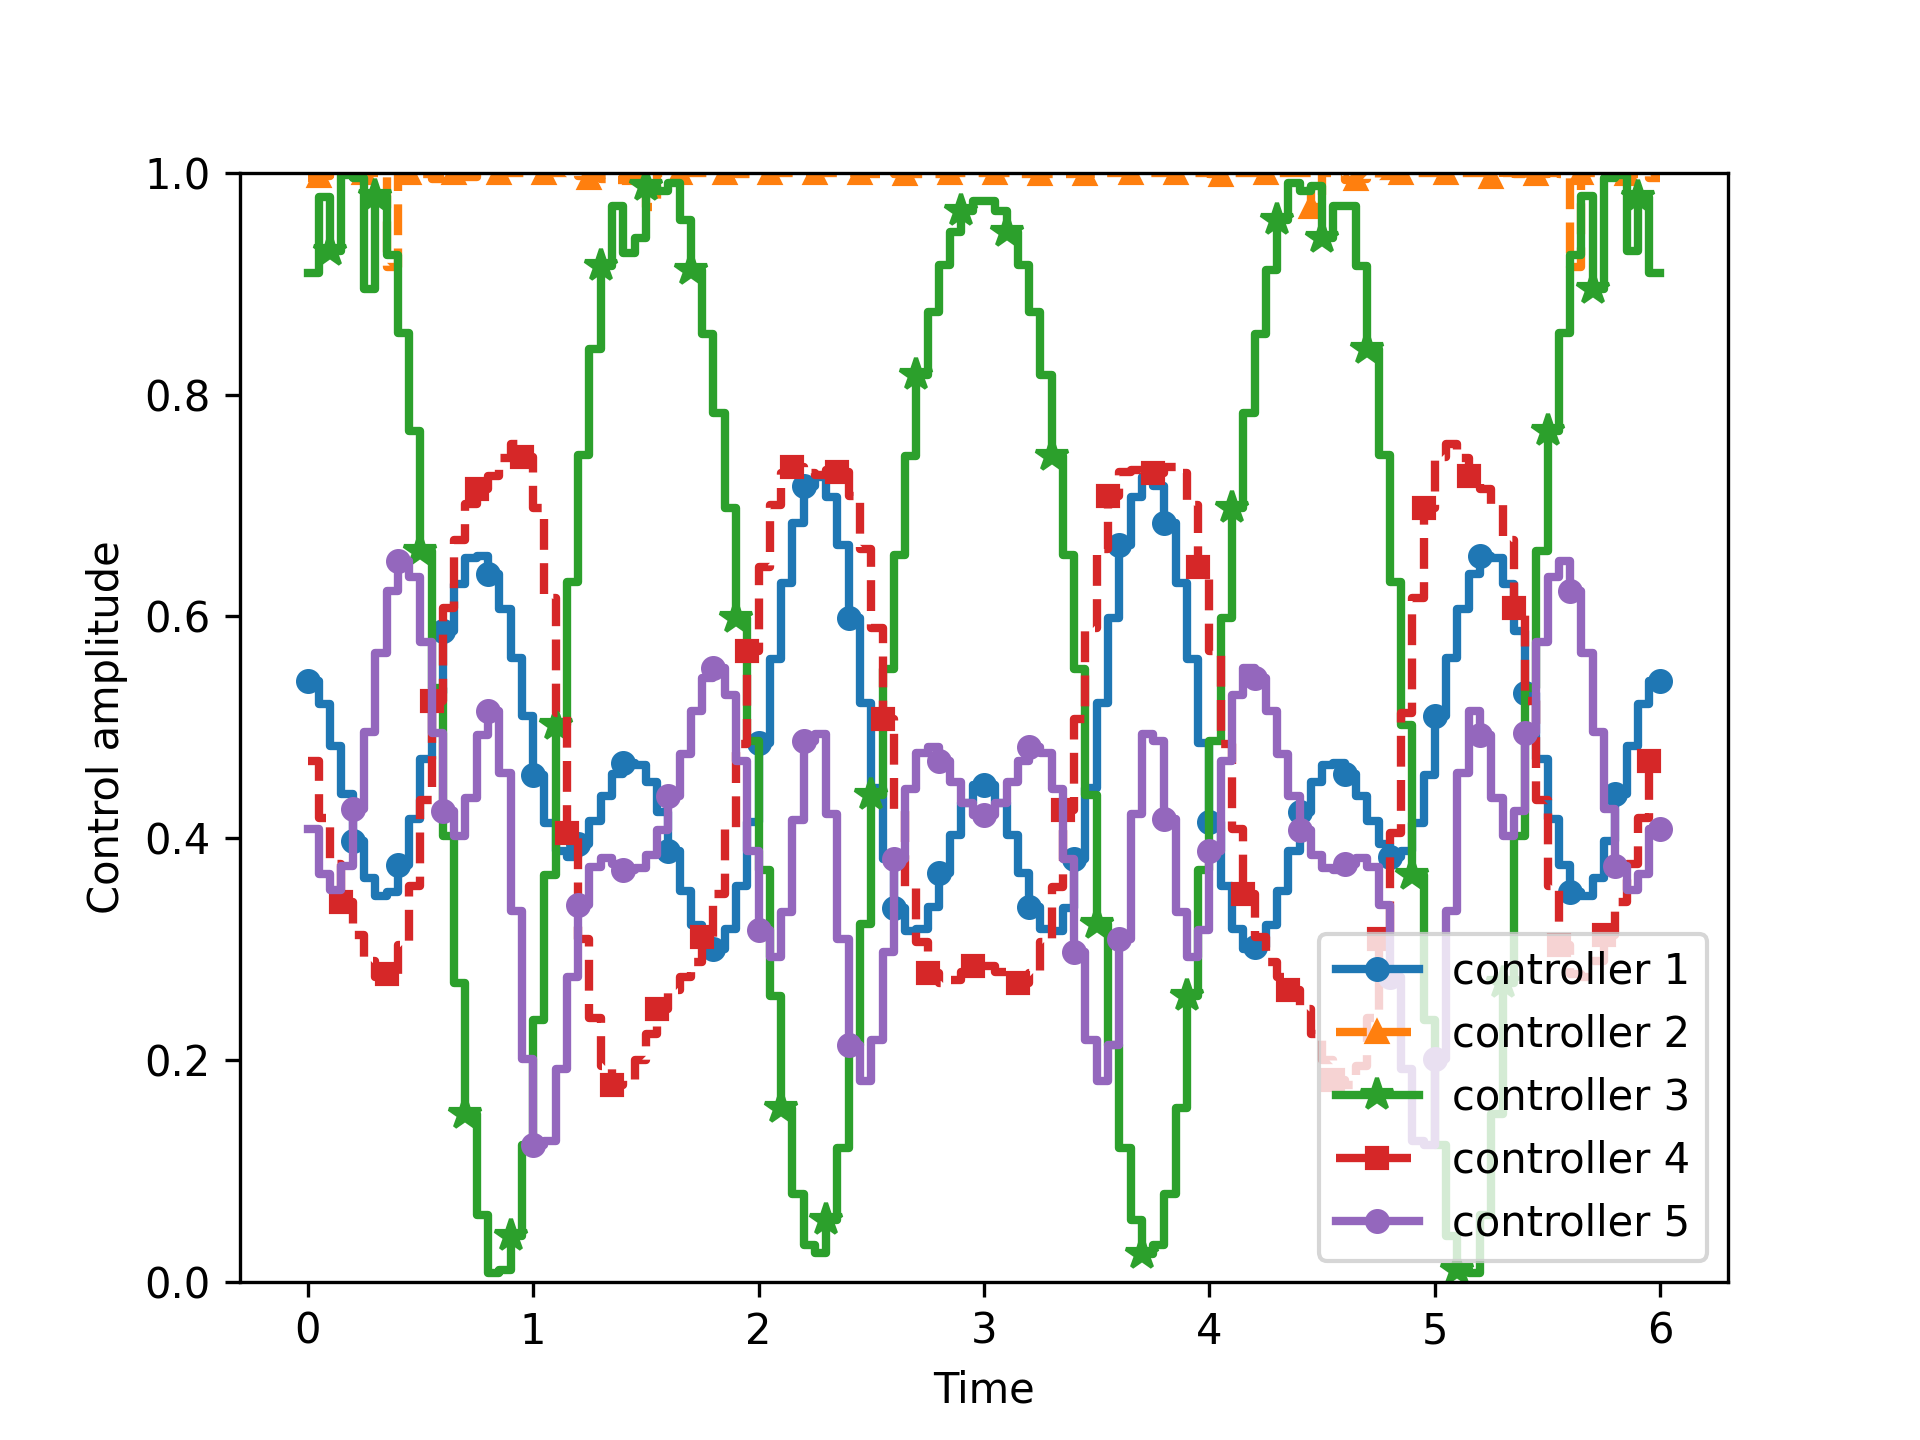 1.0
0.8
0.6
0.4
0.2
0.0
Control amplitude
0 1 2 3 4 5 6
Time
controller 1
controller 2
controller 3
controller 4
controller 5